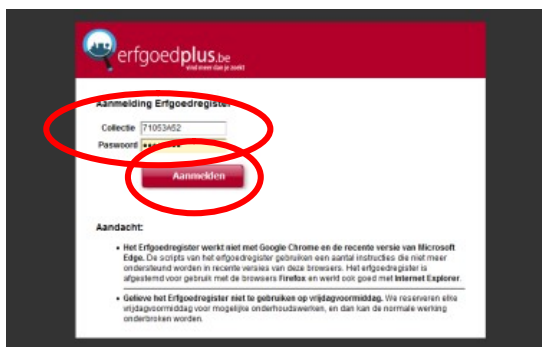 erfgoedplus.be
vind meer dan je zoekt
Aanmelding Erfgoedregister
Collectie 71053A52
Paswoord
Aanmelden
Aandacht:
• Het Erfgoedregister werkt niet met Google Chrome en de recente versie van Microsoft
Edge. De scripts van het erfgoedregister gebruiken een aantal instructies die niet meer
ondersteund worden in recente versies van deze browsers. Het erfgoedregister is
afgestemd voor gebruik met de browsers Firefox en werkt ook goed met Internet Explorer.
• Gelieve het Erfgoedregister niet te gebruiken op vrijdagvoormiddag. We reserveren elke
vrijdagvoormiddag voor mogelijke onderhoudswerken, en dan kan de normale werking
onderbroken worden.